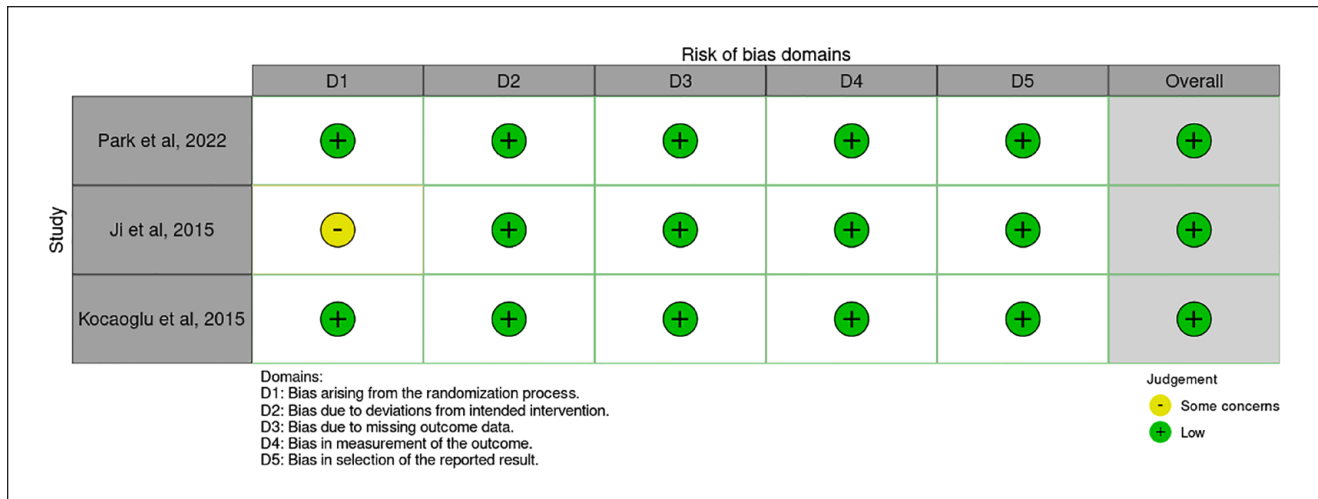 Risk of bias domains
D1 D2 D3 D4 D5 Overall
Study
Park et al, 2022 + + + + + +
Ji et al, 2015 - + + + + +
Kocaoglu et al, 2015 + + + + + +
Domains:
D1: Bias arising from the randomization process.
D2: Bias due to deviations from intended intervention.
D3: Bias due to missing outcome data.
D4: Bias in measurement of the outcome.
D5: Bias in selection of the reported result.
Judgement
- Some concerns
+ Low